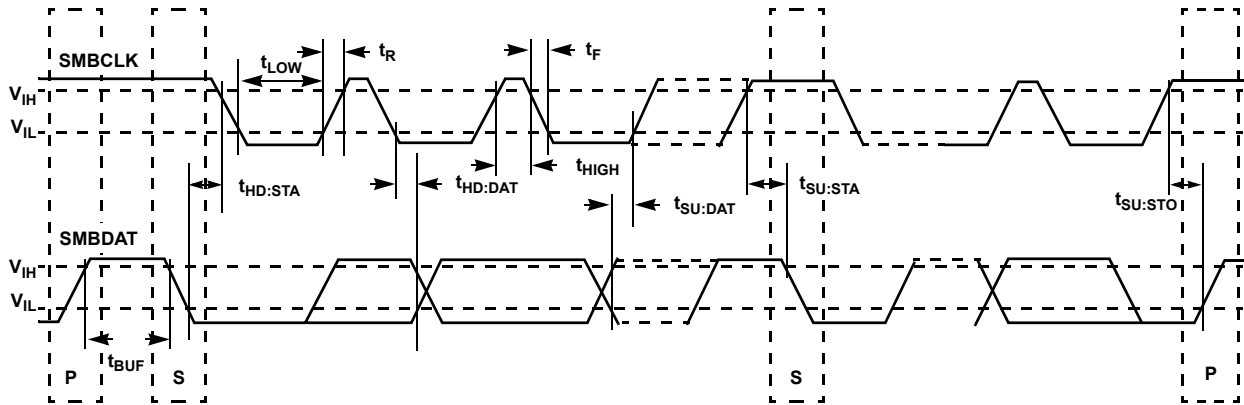 SMBCLK
tLOW
tR
tF
VIH
VIL
tHD:STA
tHD:DAT
tHIGH
tSU:DAT
tSU:STA
tSU:STO
SMBDAT
VIH
VIL
tBUF
P
S
S
P